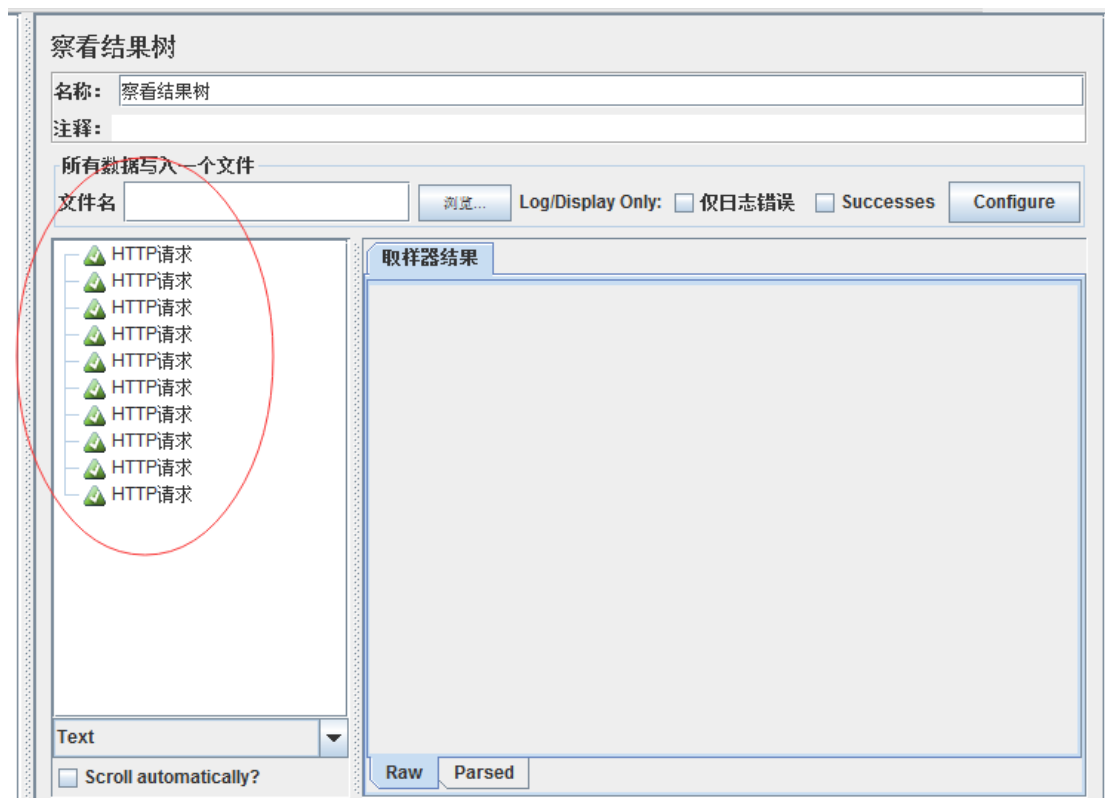 察看结果树
名称： 察看结果树
注释：
所有数据写入一个文件
文件名 浏览... Log/Display Only: 仅日志错误 Successes Configure
HTTP请求
HTTP请求
HTTP请求
HTTP请求
HTTP请求
HTTP请求
HTTP请求
HTTP请求
HTTP请求
HTTP请求
取样器结果
Text
Scroll automatically?
Raw Parsed